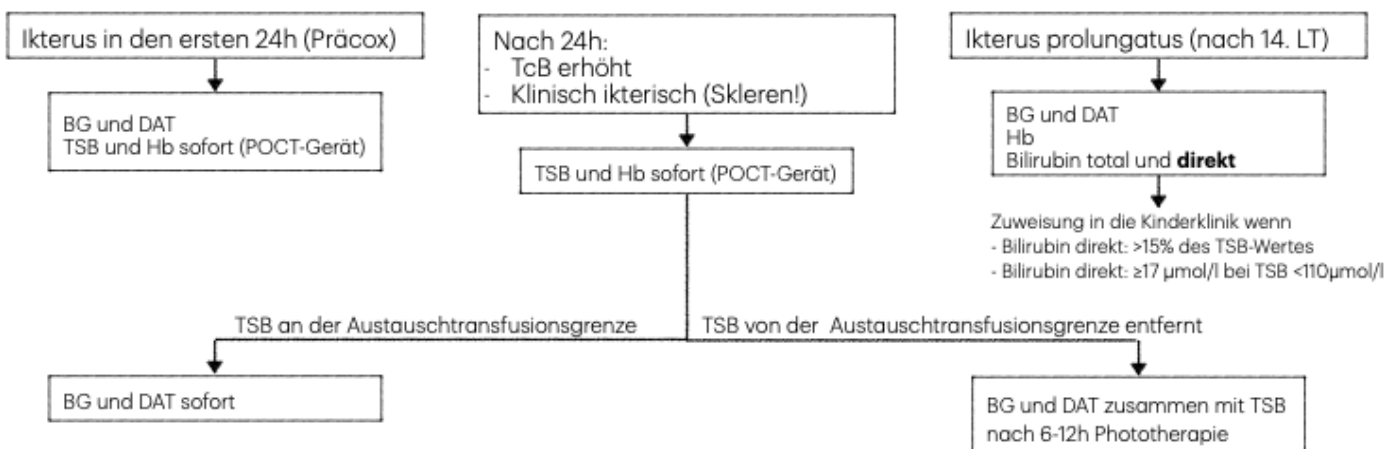 Ikterus in den ersten 24h (Präcox)
BG und DAT
TSB und Hb sofort (POCT-Gerät)
Nach 24h:
- TcB erhöht
- Klinisch ikterisch (Skleren!)
TSB und Hb sofort (POCT-Gerät)
Ikterus prolungatus (nach 14. LT)
BG und DAT
Hb
Bilirubin total und direkt
Zuweisung in die Kinderklinik wenn
- Bilirubin direkt: >15% des TSB-Wertes
- Bilirubin direkt: ≥17 µmol/l bei TSB <110µmol/l
TSB an der Austauschtransfusionsgrenze
TSB von der Austauschtransfusionsgrenze entfernt
BG und DAT sofort
BG und DAT zusammen mit TSB
nach 6-12h Phototherapie